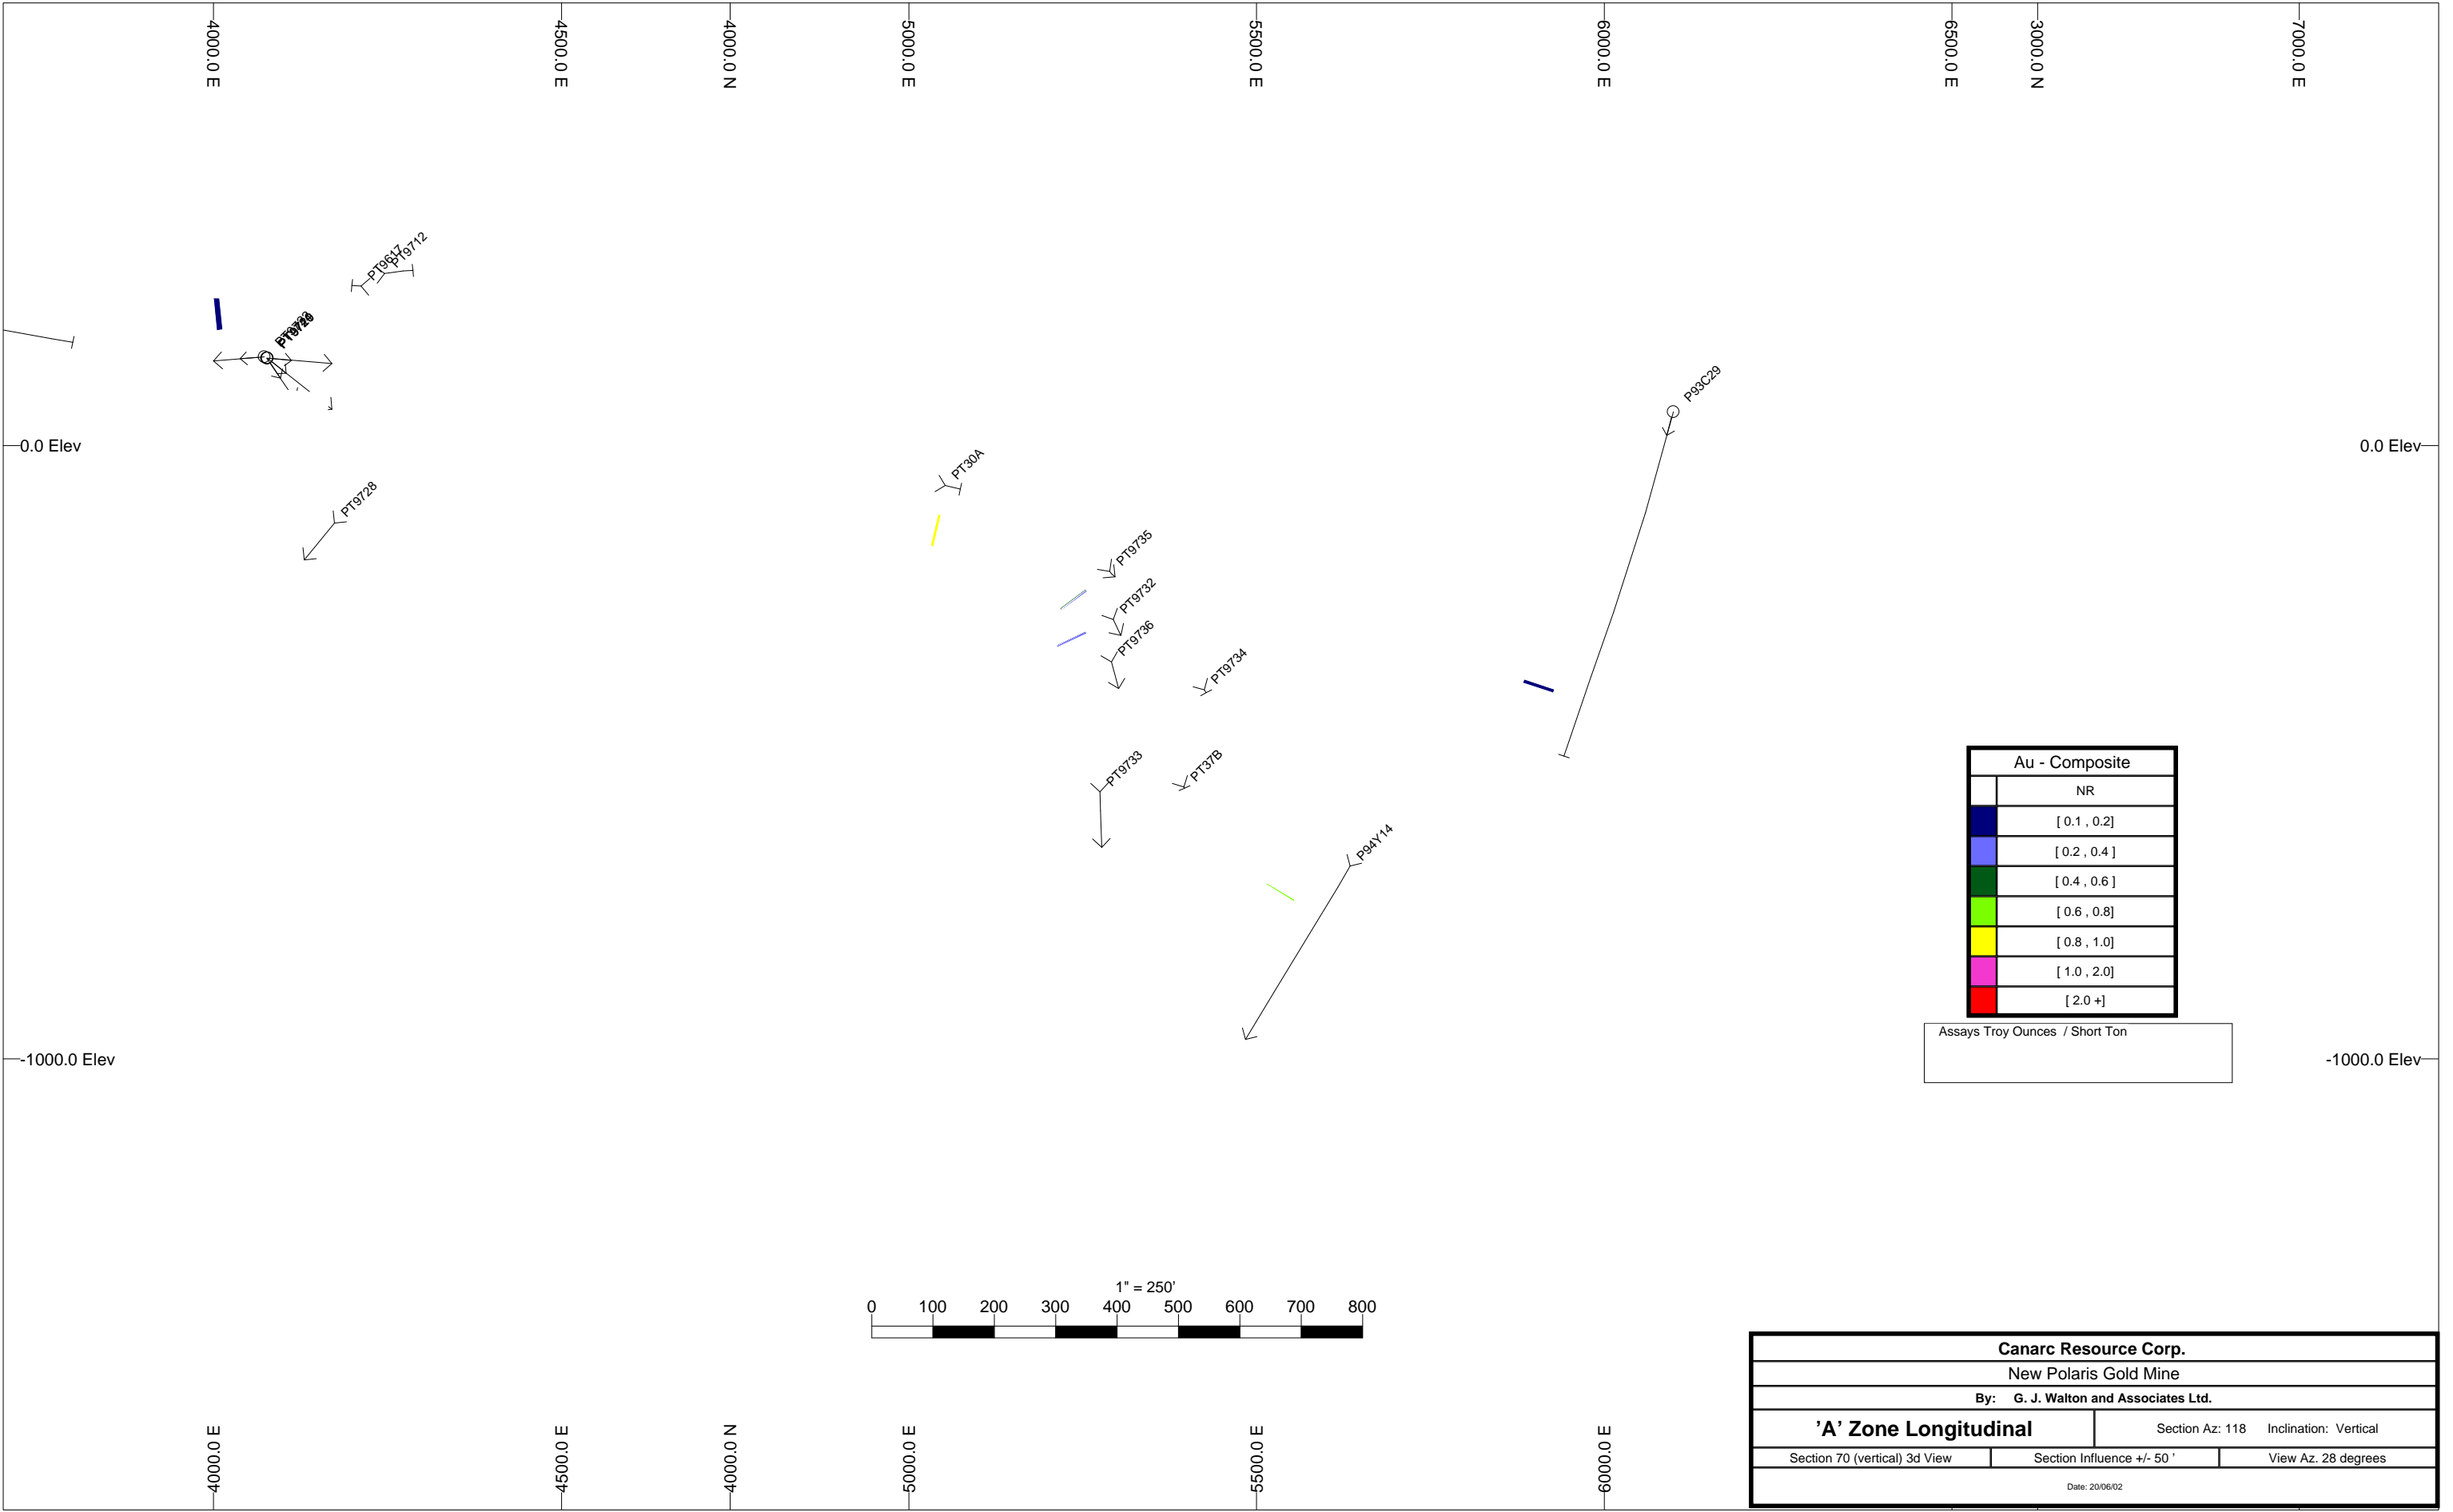 4000.0 E
4500.0 E
4000.0 N
5000.0 E
5500.0 E
6000.0 E
6500.0 E
3000.0 N
7000.0 E
PT9617
PT9712
P93C29
0.0 Elev
0.0 Elev
PT30A
PT9728
PT9735
PT9732
PT9736
PT9734
PT9733
PT37B
P94Y14
Au - Composite
NR
[ 0.1 , 0.2]
[ 0.2 , 0.4 ]
[ 0.4 , 0.6 ]
[ 0.6 , 0.8]
[ 0.8 , 1.0]
[ 1.0 , 2.0]
[ 2.0 +]
Assays Troy Ounces / Short Ton
-1000.0 Elev
-1000.0 Elev
1" = 250'
0 100 200 300 400 500 600 700 800
Canarc Resource Corp.
New Polaris Gold Mine
By: G. J. Walton and Associates Ltd.
'A' Zone Longitudinal
Section Az: 118 Inclination: Vertical
Section 70 (vertical) 3d View
Section Influence +/- 50 '
View Az. 28 degrees
Date: 20/06/02
4000.0 E
4500.0 E
4000.0 N
5000.0 E
5500.0 E
6000.0 E